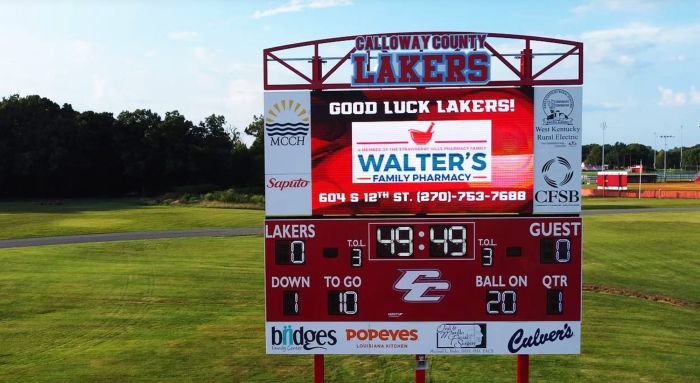 CALLOWAY COUNTY
LAKERS
GOOD LUCK LAKERS!
A MEMBER OF THE STRAWBERRY HILLS PHARMACY FAMILY
WALTER'S
FAMILY PHARMACY
604 S 12TH ST. (270)-753-7688
MCCH
Saputo
West Kentucky
Rural Electric
CFSB
LAKERS
0
T.O.L
3
49:49
T.O.L
3
GUEST
0
DOWN
1
TO GO
10
CC
BALL ON
20
QTR
1
bridges
Family Center
POPEYES
LOUISIANA KITCHEN
Culver's